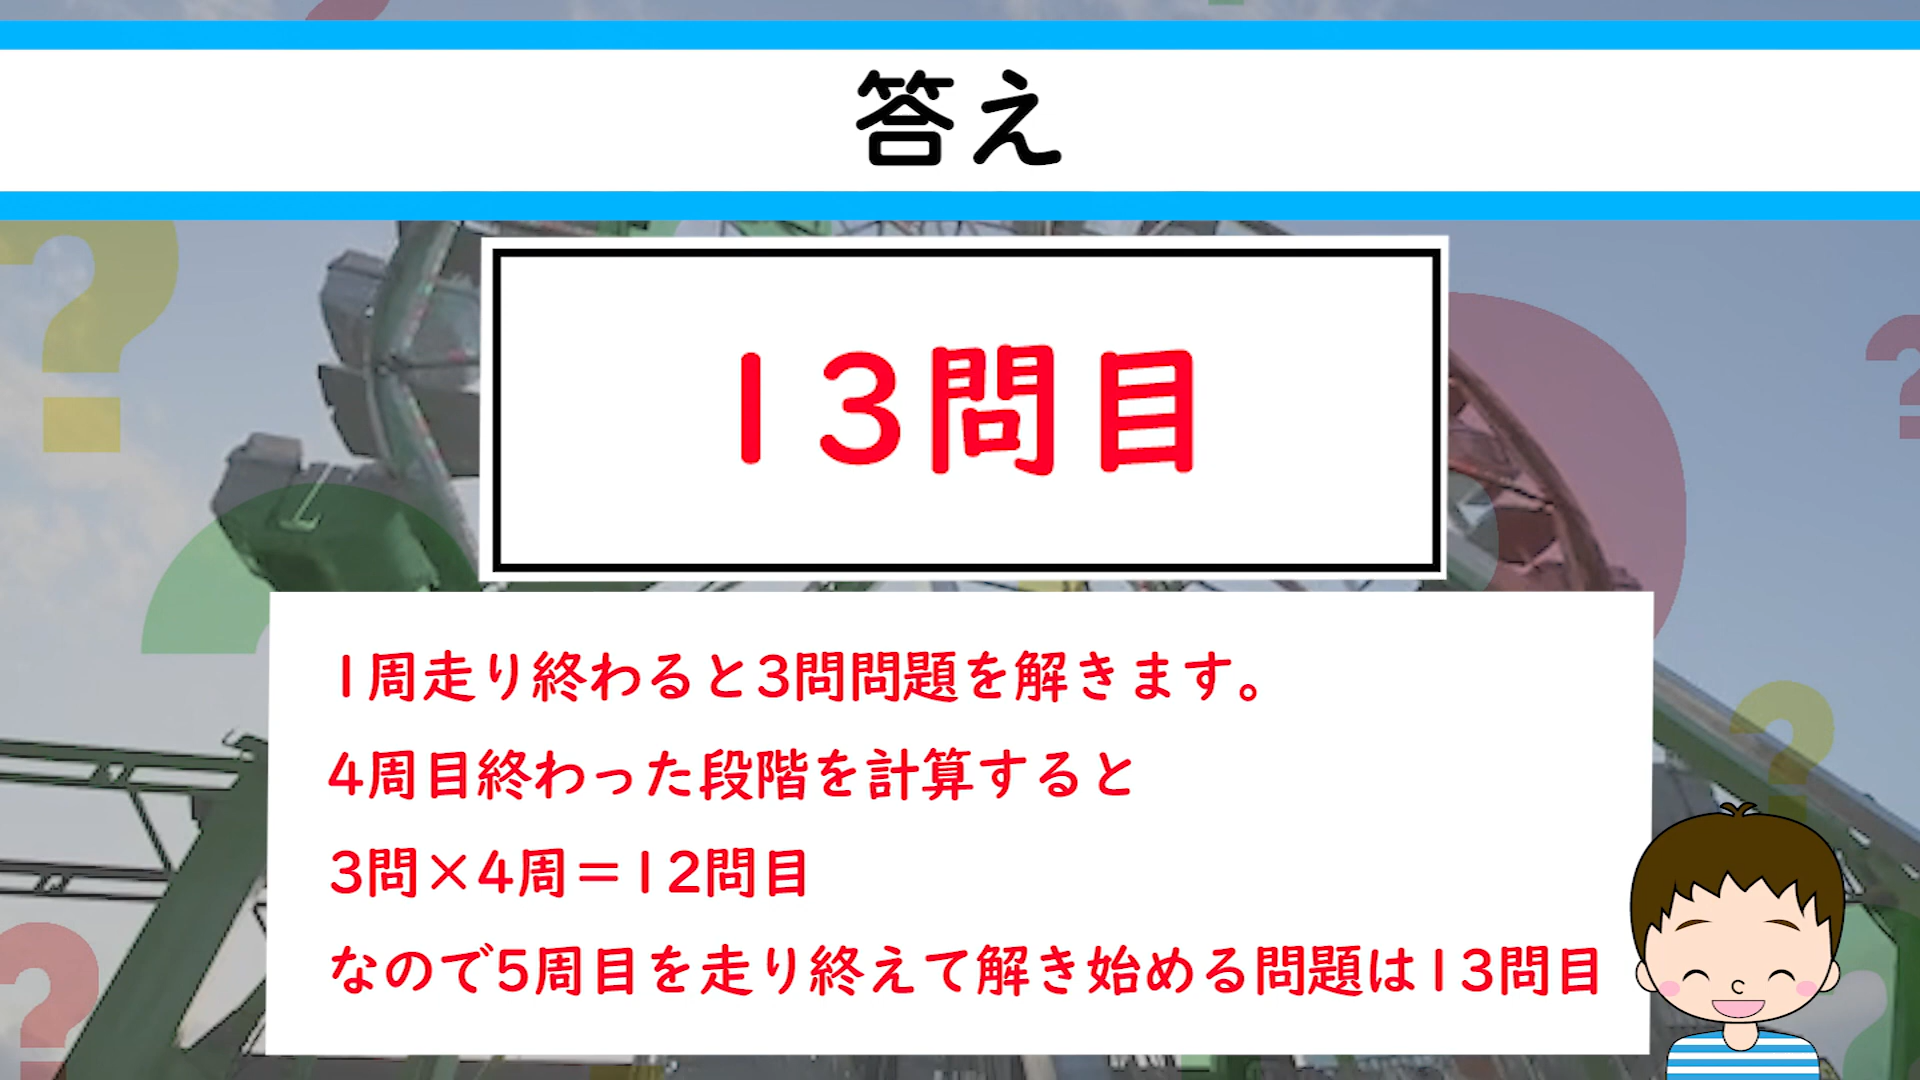 答え
13問目
1周走り終わると3問問題を解きます。
4周目終わった段階を計算すると
3問×4周＝12問目
なので5周目を走り終えて解き始める問題は13問目